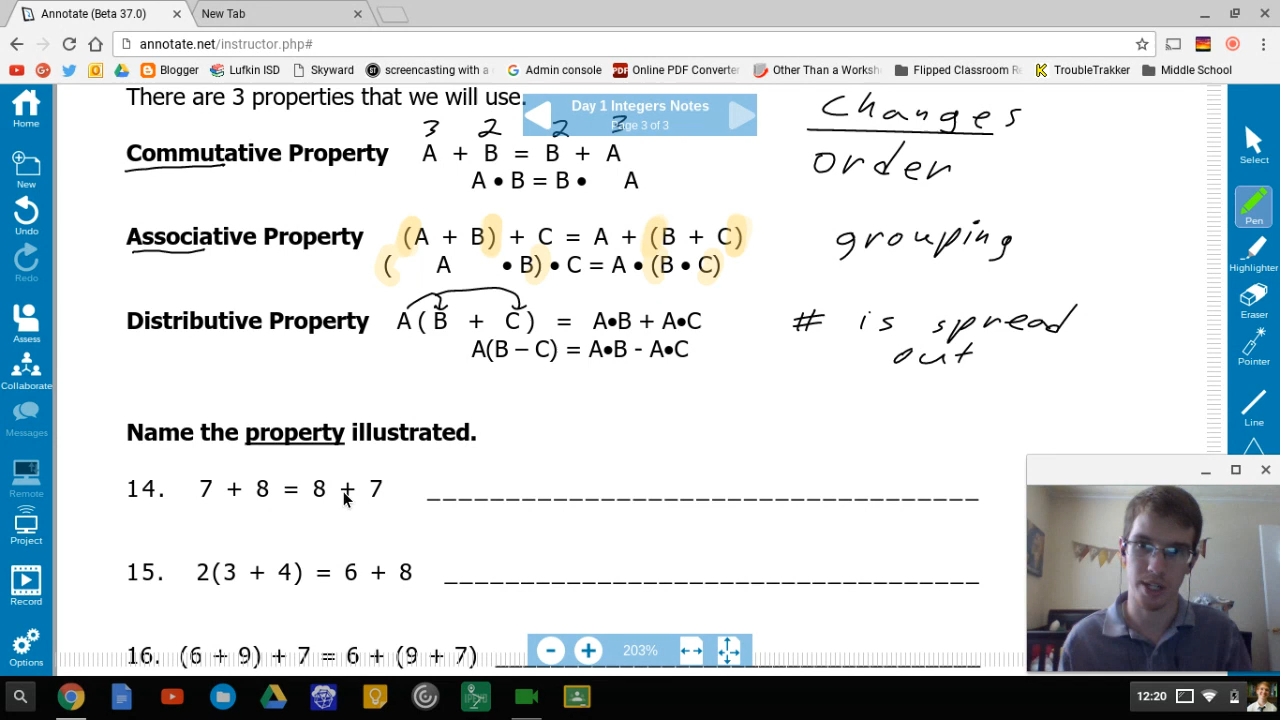 Annotate (Beta 37.0)
New Tab
annotate.net/instructor.php#
Blogger
Lufkin ISD
Skyward
screencasting with a
Admin console
Online PDF Converter
Other Than a Worksh
Flipped Classroom R
TroubleTrakker
Middle School
There are 3 properties that we will use.
Day 1 Integers Notes
Page 3 of 3
3 2 2 3
Commutative Property A + B = B + A
A • B = B • A
Changes
order
Associative Property (A + B) + C = A + (B + C)
( A • B) • C = A • (B • C)
grouping
Distributive Property A ( B + C ) = A•B + A•C
A(B – C) = A•B - A•C
# is spread
out
Name the property illustrated.
14. 7 + 8 = 8 + 7 ___________________________________
15. 2(3 + 4) = 6 + 8 __________________________________
16. (6 + 9) + 7 = 6 + (9 + 7) ______________________________
203%
Home
New
Undo
Redo
Assess
Collaborate
Messages
Remote
Project
Record
Options
Select
Pen
Highlighter
Eraser
Pointer
Line
12:20